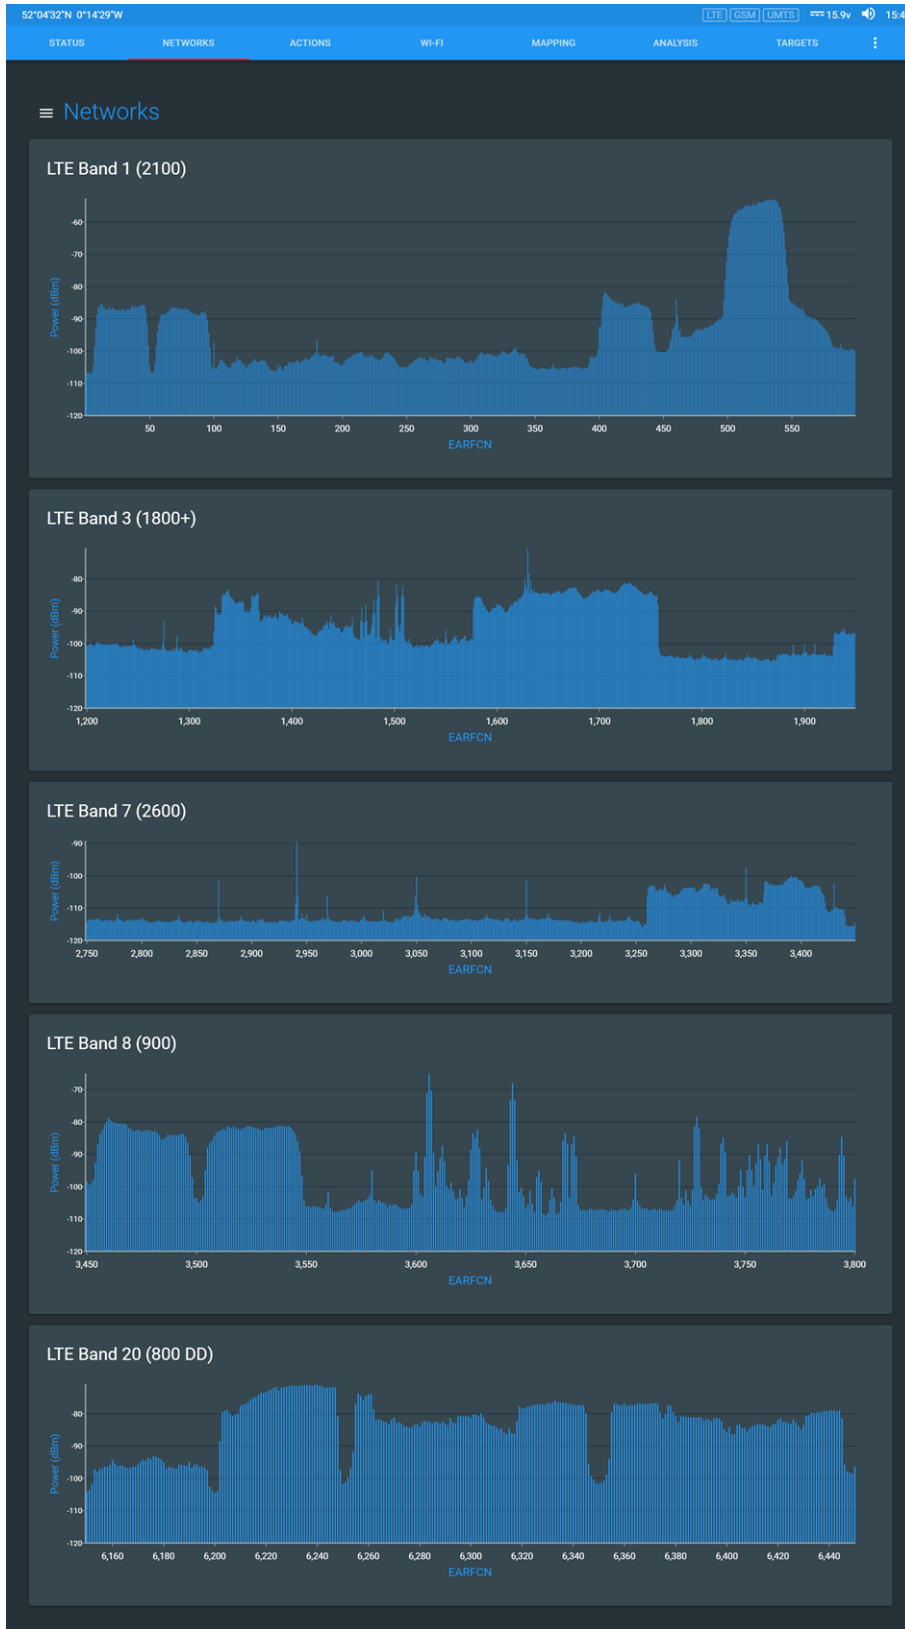 52°04'32"N 0°14'29"W LTE GSM UMTS 15.9v 15:4
STATUS NETWORKS ACTIONS WI-FI MAPPING ANALYSIS TARGETS
Networks
LTE Band 1 (2100)
Power (dBm)
-60
-70
-80
-90
-100
-110
-120
50 100 150 200 250 300 350 400 450 500 550
EARFCN
LTE Band 3 (1800+)
Power (dBm)
-80
-90
-100
-110
-120
1,200 1,300 1,400 1,500 1,600 1,700 1,800 1,900
EARFCN
LTE Band 7 (2600)
Power (dBm)
-90
-100
-110
-120
2,750 2,800 2,850 2,900 2,950 3,000 3,050 3,100 3,150 3,200 3,250 3,300 3,350 3,400
EARFCN
LTE Band 8 (900)
Power (dBm)
-70
-80
-90
-100
-110
-120
3,450 3,500 3,550 3,600 3,650 3,700 3,750 3,800
EARFCN
LTE Band 20 (800 DD)
Power (dBm)
-80
-90
-100
-110
-120
6,160 6,180 6,200 6,220 6,240 6,260 6,280 6,300 6,320 6,340 6,360 6,380 6,400 6,420 6,440
EARFCN